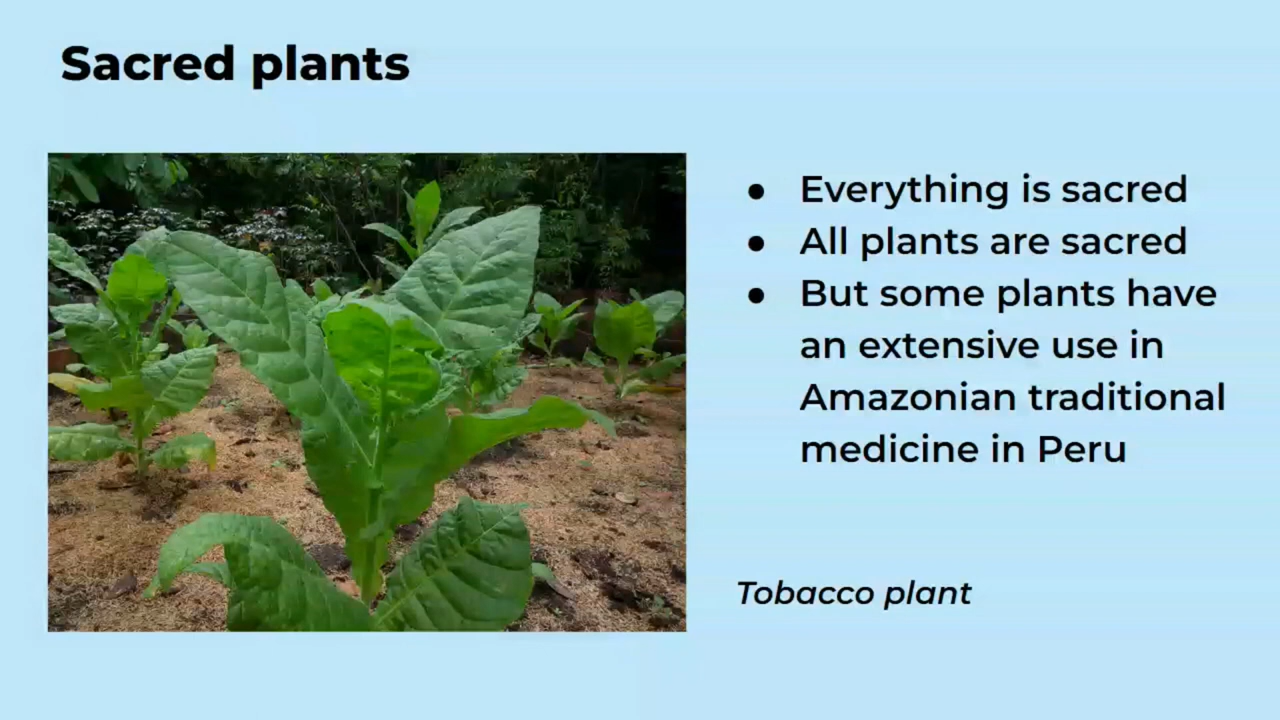 Sacred plants
● Everything is sacred
● All plants are sacred
● But some plants have
an extensive use in
Amazonian traditional
medicine in Peru
Tobacco plant